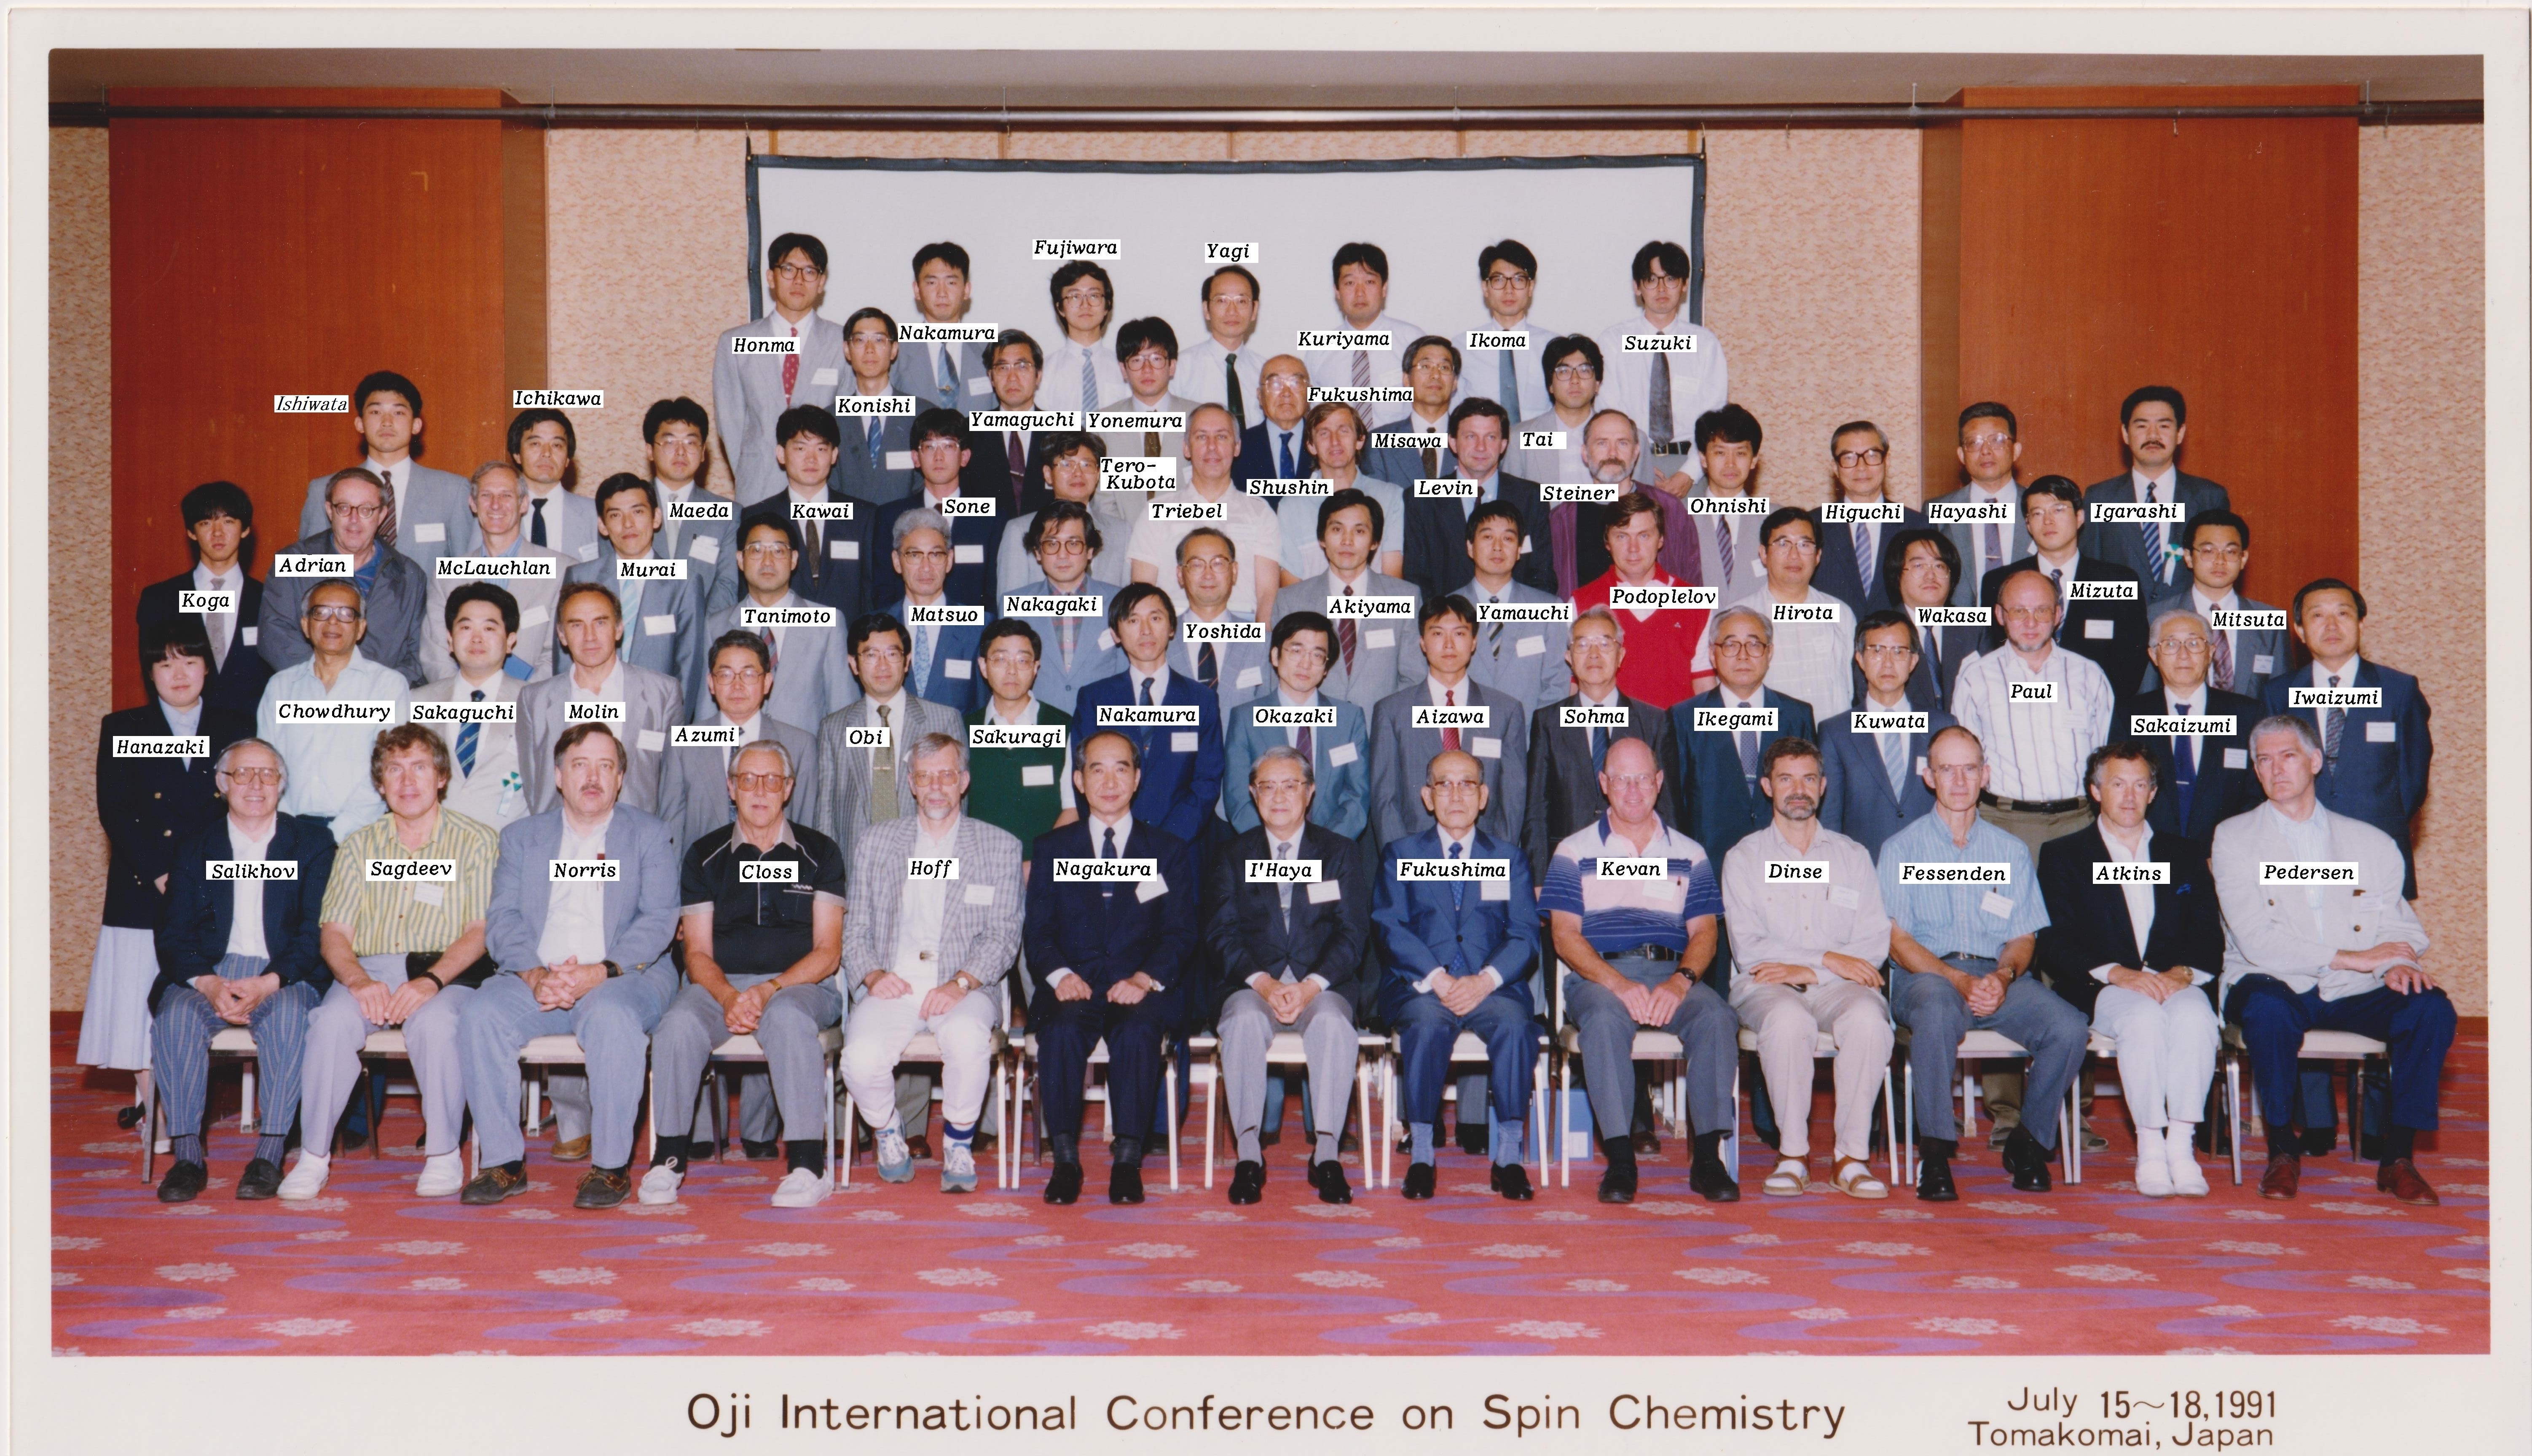 Fujiwara
Yagi
Honma
Nakamura
Kuriyama
Ikoma
Suzuki
Ishiwata
Ichikawa
Konishi
Yamaguchi
Yonemura
Fukushima
Misawa
Tai
Tero-
Kubota
Maeda
Kawai
Sone
Triebel
Shushin
Levin
Steiner
Ohnishi
Higuchi
Hayashi
Igarashi
Adrian
McLauchlan
Murai
Koga
Tanimoto
Matsuo
Nakagaki
Yoshida
Akiyama
Yamauchi
Podoplelov
Hirota
Wakasa
Mizuta
Mitsuta
Hanazaki
Chowdhury
Sakaguchi
Molin
Azumi
Obi
Sakuragi
Nakamura
Okazaki
Aizawa
Sohma
Ikegami
Kuwata
Paul
Sakaizumi
Iwaizumi
Salikhov
Sagdeev
Norris
Closs
Hoff
Nagakura
I'Haya
Fukushima
Kevan
Dinse
Fessenden
Atkins
Pedersen
Oji International Conference on Spin Chemistry
July 15～18,1991
Tomakomai, Japan